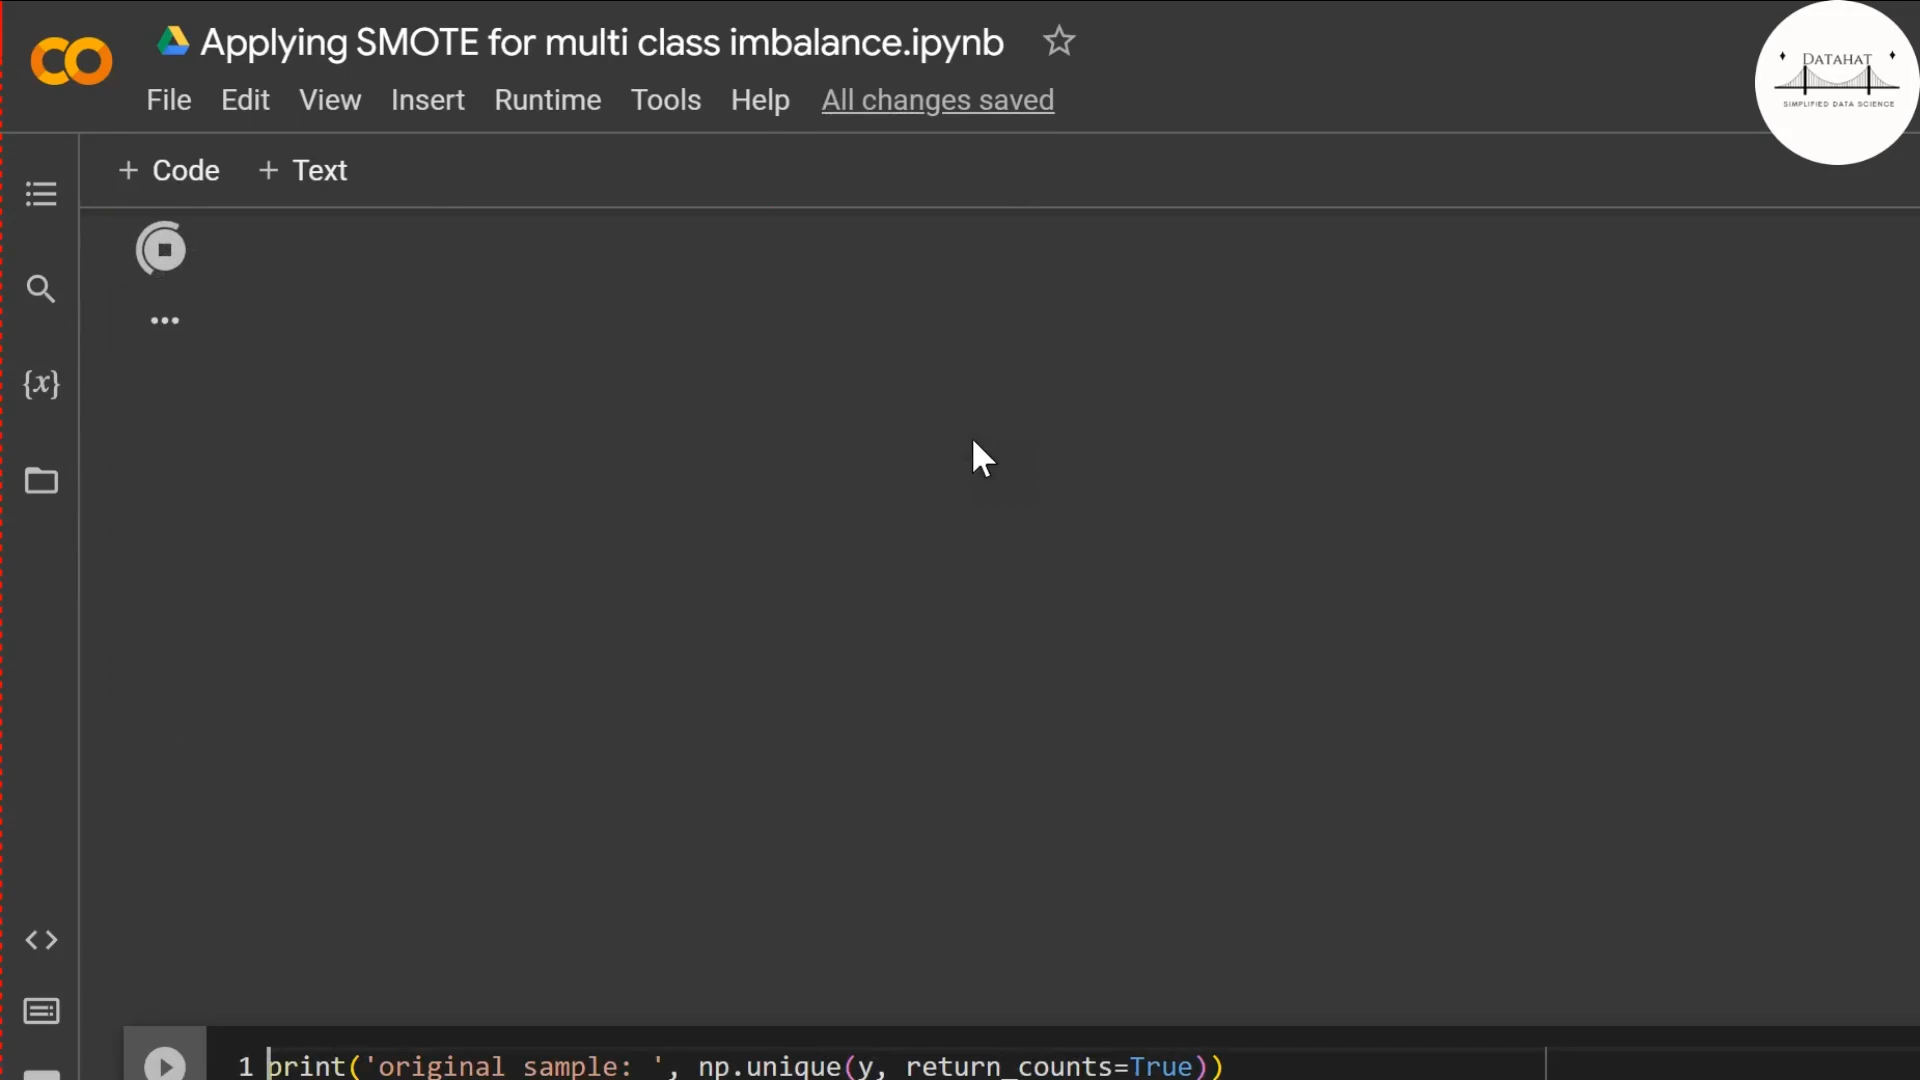 Applying SMOTE for multi class imbalance.ipynb
File Edit View Insert Runtime Tools Help All changes saved
DATAHAT
SIMPLIFIED DATA SCIENCE
+ Code + Text
{x}
1 print('original sample: ', np.unique(y, return_counts=True))